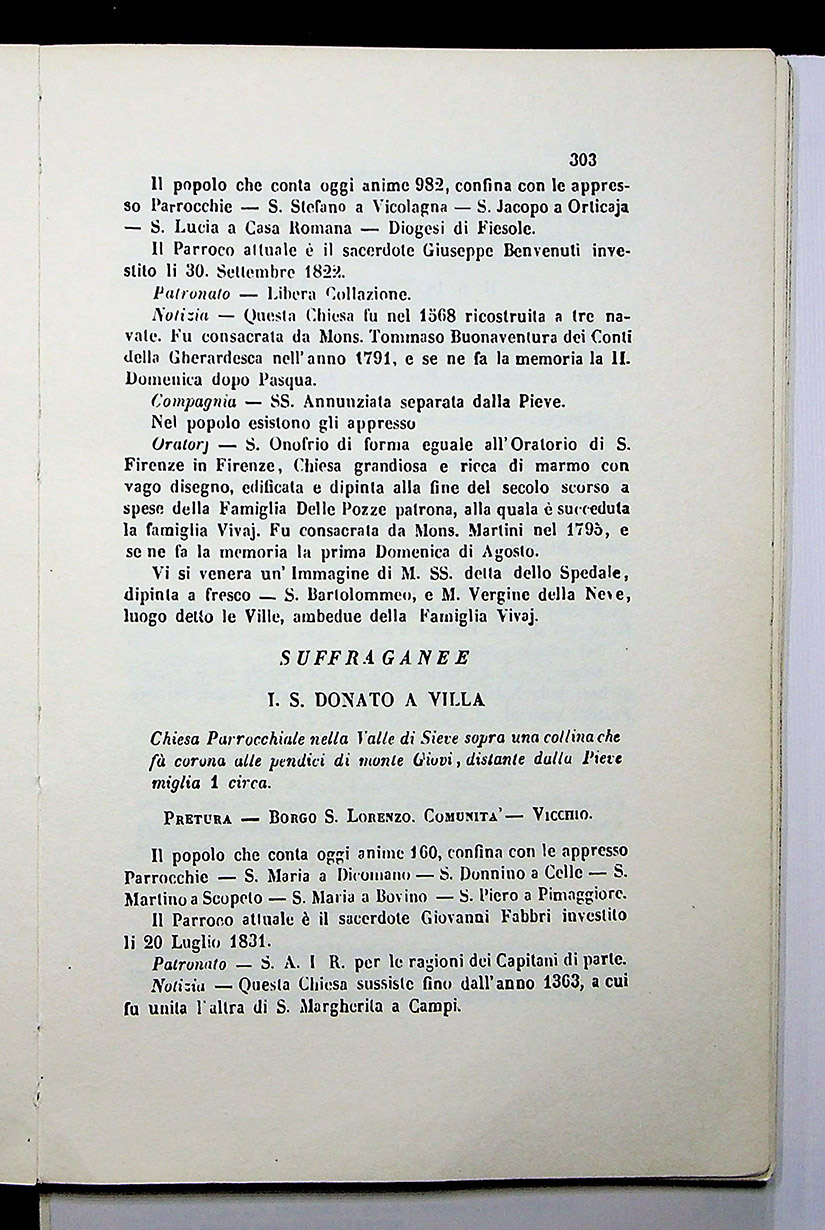 303
Il popolo che conta oggi anime 982, confina con le appres-
so Parrocchie — S. Stefano a Vicolagna — S. Jacopo a Orticaja
— S. Lucia a Casa Romana — Diogesi di Fiesole.
Il Parroco attuale è il sacerdote Giuseppe Benvenuti inve-
stito li 30. Settembre 1822.
Patronato — Libera Collazione.
Notizia — Questa Chiesa fu nel 1568 ricostruita a tre na-
vate. Fu consacrata da Mons. Tommaso Buonaventura dei Conti
della Gherardesca nell'anno 1791, e se ne fa la memoria la II.
Domenica dopo Pasqua.
Compagnia — SS. Annunziata separata dalla Pieve.
Nel popolo esistono gli appresso
Oratorj — S. Onofrio di forma eguale all'Oratorio di S.
Firenze in Firenze, Chiesa grandiosa e ricca di marmo con
vago disegno, edificata e dipinta alla fine del secolo scorso a
spese della Famiglia Delle Pozze patrona, alla quala è succeduta
la famiglia Vivaj. Fu consacrata da Mons. Martini nel 1795, e
se ne fa la memoria la prima Domenica di Agosto.
Vi si venera un' Immagine di M. SS. detta dello Spedale,
dipinta a fresco — S. Bartolommeo, e M. Vergine della Neve,
luogo detto le Ville, ambedue della Famiglia Vivaj.
SUFFRAGANEE
I. S. DONATO A VILLA
Chiesa Parrocchiale nella Valle di Sieve sopra una collina che
fà corona alle pendici di monte Giovi, distante dalla Pieve
miglia 1 circa.
PRETURA — BORGO S. LORENZO. COMUNITA' — VICCHIO.
Il popolo che conta oggi anime 160, confina con le appresso
Parrocchie — S. Maria a Dicomano — S. Donnino a Celle — S.
Martino a Scopeto — S. Maria a Bovino — S. Piero a Pimaggiore.
Il Parroco attuale è il sacerdote Giovanni Fabbri investito
li 20 Luglio 1831.
Patronato — S. A. I R. per le ragioni dei Capitani di parte.
Notizia — Questa Chiesa sussiste fino dall'anno 1363, a cui
fu unita l'altra di S. Margherita a Campi.